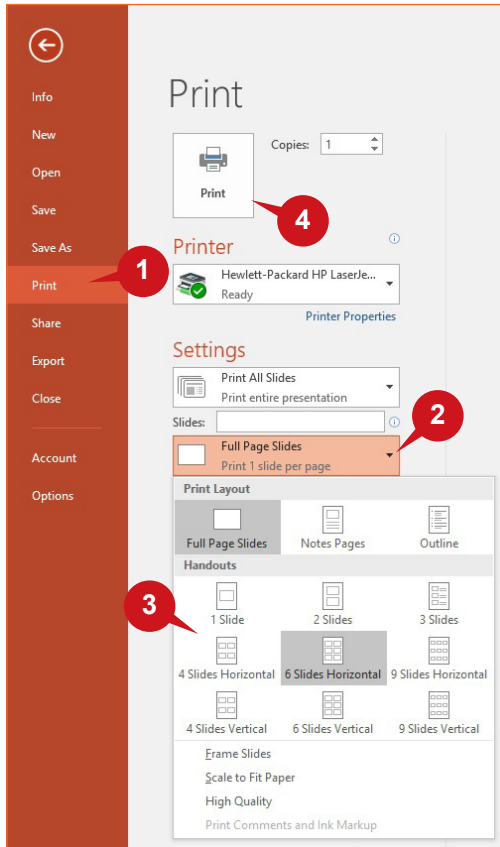 Info
New
Open
Save
Save As
Print
Share
Export
Close
Account
Options
Print
Print
Copies: 1
4
Printer
1
Hewlett-Packard HP LaserJe...
Ready
Printer Properties
Settings
Print All Slides
Print entire presentation
Slides:
2
Full Page Slides
Print 1 slide per page
Print Layout
Full Page Slides Notes Pages Outline
Handouts
3
1 Slide 2 Slides 3 Slides
4 Slides Horizontal 6 Slides Horizontal 9 Slides Horizontal
4 Slides Vertical 6 Slides Vertical 9 Slides Vertical
Frame Slides
Scale to Fit Paper
High Quality
Print Comments and Ink Markup